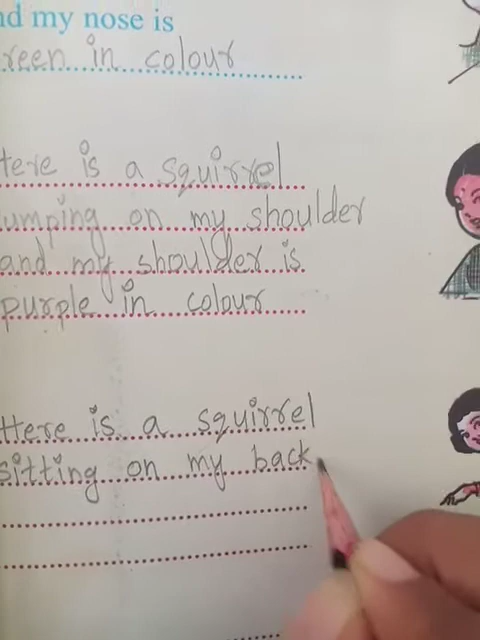 nd my nose is
reen in colour
tere is a squirrel
umping on my shoulder
and my shoulder is
purple in colour
Here is a squirrel
sitting on my back